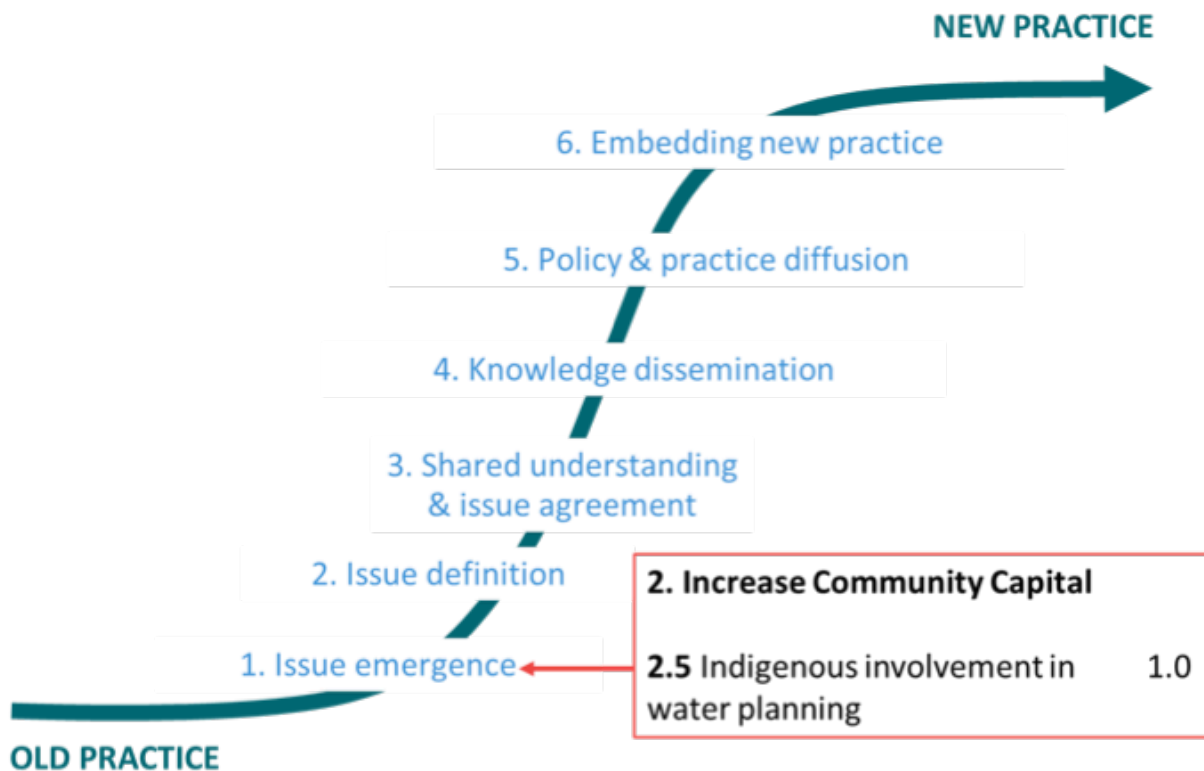 NEW PRACTICE
6. Embedding new practice
5. Policy & practice diffusion
4. Knowledge dissemination
3. Shared understanding
& issue agreement
2. Issue definition
1. Issue emergence
2. Increase Community Capital
2.5 Indigenous involvement in 1.0
water planning
OLD PRACTICE